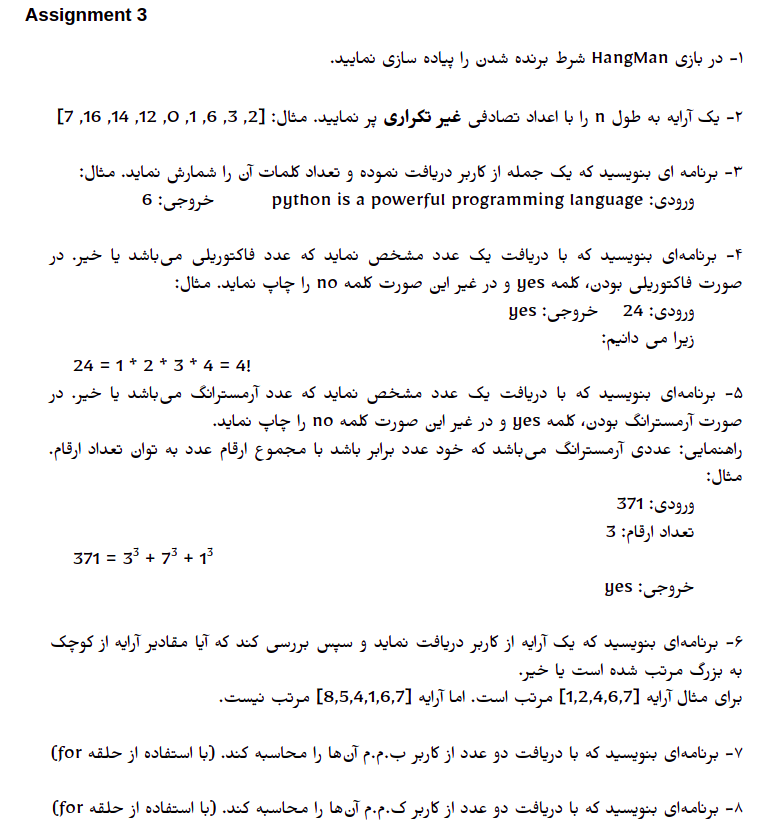 Assignment 3
۱- در بازی HangMan شرط برنده شدن را پیاده سازی نمایید.
۲- یک آرایه به طول n را با اعداد تصادفی غیر تکراری پر نمایید. مثال: [2, 3, 6, 1, 0, 12, 14, 16, 7]
۳- برنامه ای بنویسید که یک جمله از کاربر دریافت نموده و تعداد کلمات آن را شمارش نماید. مثال:
ورودی: python is a powerful programming language خروجی: 6
۴- برنامه‌ای بنویسید که با دریافت یک عدد مشخص نماید که عدد فاکتوریلی می‌باشد یا خیر. در
صورت فاکتوریلی بودن، کلمه yes و در غیر این صورت کلمه no را چاپ نماید. مثال:
ورودی: 24 خروجی: yes
زیرا می دانیم:
24 = 1 * 2 * 3 * 4 = 4!
۵- برنامه‌ای بنویسید که با دریافت یک عدد مشخص نماید که عدد آرمسترانگ می‌باشد یا خیر. در
صورت آرمسترانگ بودن، کلمه yes و در غیر این صورت کلمه no را چاپ نماید.
راهنمایی: عددی آرمسترانگ می‌باشد که خود عدد برابر باشد با مجموع ارقام عدد به توان تعداد ارقام.
مثال:
ورودی: 371
تعداد ارقام: 3
371 = 3³ + 7³ + 1³
خروجی: yes
۶- برنامه‌ای بنویسید که یک آرایه از کاربر دریافت نماید و سپس بررسی کند که آیا مقادیر آرایه از کوچک
به بزرگ مرتب شده است یا خیر.
برای مثال آرایه [1,2,4,6,7] مرتب است. اما آرایه [8,5,4,1,6,7] مرتب نیست.
۷- برنامه‌ای بنویسید که با دریافت دو عدد از کاربر ب.م.م آن‌ها را محاسبه کند. (با استفاده از حلقه for)
۸- برنامه‌ای بنویسید که با دریافت دو عدد از کاربر ک.م.م آن‌ها را محاسبه کند. (با استفاده از حلقه for)